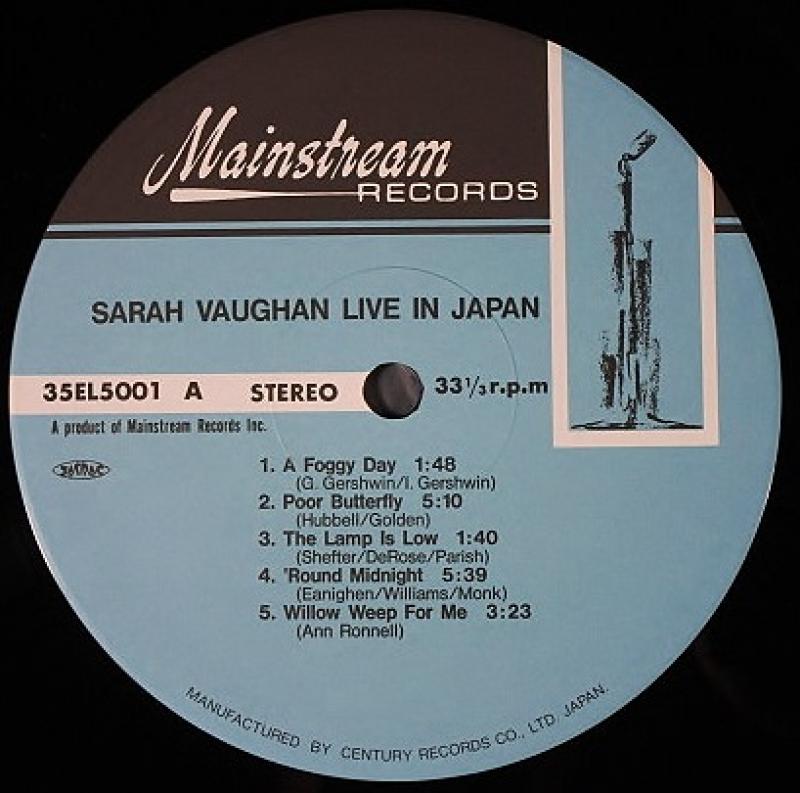 Mainstream
RECORDS
SARAH VAUGHAN LIVE IN JAPAN
35EL5001 A STEREO 33 1/3 r.p.m
A product of Mainstream Records Inc.
1. A Foggy Day 1:48
(G. Gershwin/I. Gershwin)
2. Poor Butterfly 5:10
(Hubbell/Golden)
3. The Lamp Is Low 1:40
(Shefter/DeRose/Parish)
4. 'Round Midnight 5:39
(Eanighen/Williams/Monk)
5. Willow Weep For Me 3:23
(Ann Ronnell)
MANUFACTURED BY CENTURY RECORDS CO., LTD. JAPAN.